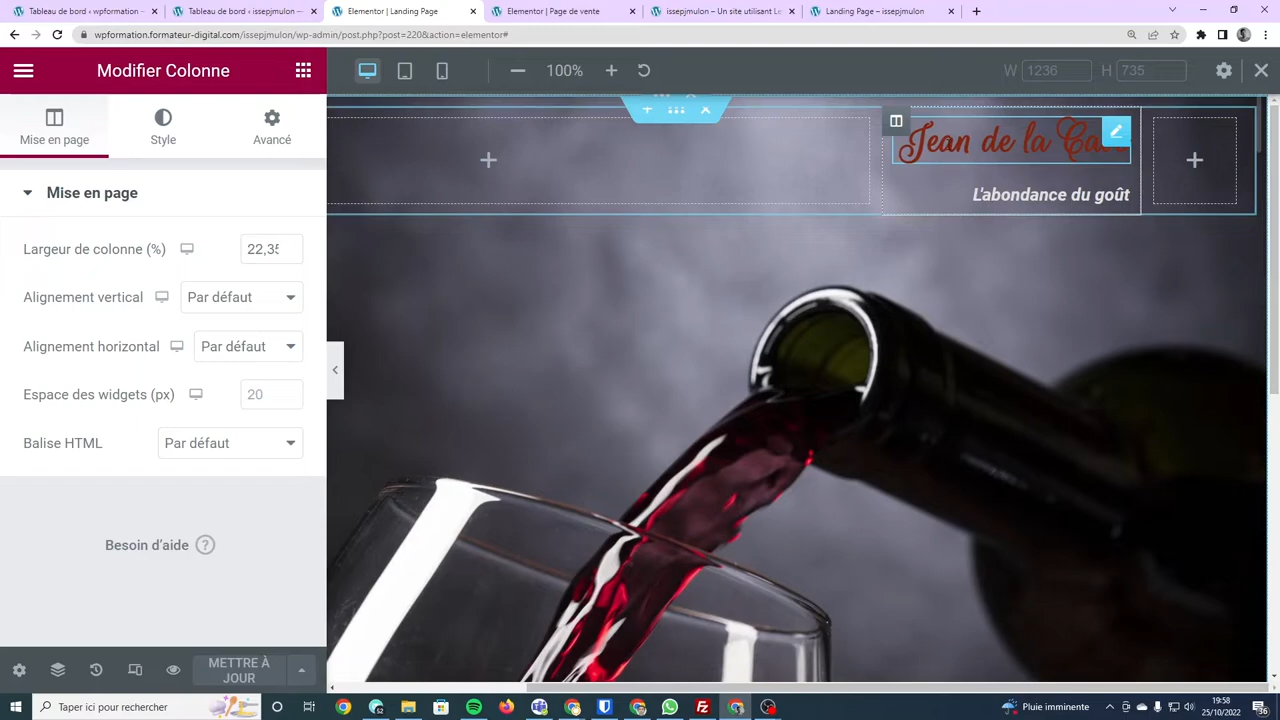 Tableau de bord ‹ wpformation -
Tableau de bord ‹ issepjmulon
Elementor | Landing Page
Elementor | Page de vente
issepjmulon – Un site utilisant Le
Landing Page – issepjmulon
wpformation.formateur-digital.com/issepjmulon/wp-admin/post.php?post=220&action=elementor#
Modifier Colonne
100%
W 1236 H 735
Mise en page
Style
Avancé
Mise en page
Largeur de colonne (%) 22,35
Alignement vertical Par défaut
Alignement horizontal Par défaut
Espace des widgets (px) 20
Balise HTML Par défaut
Besoin d'aide ?
METTRE À
JOUR
Jean de la
L'abondance du goût
Taper ici pour rechercher
Pluie imminente
19:58
25/10/2022